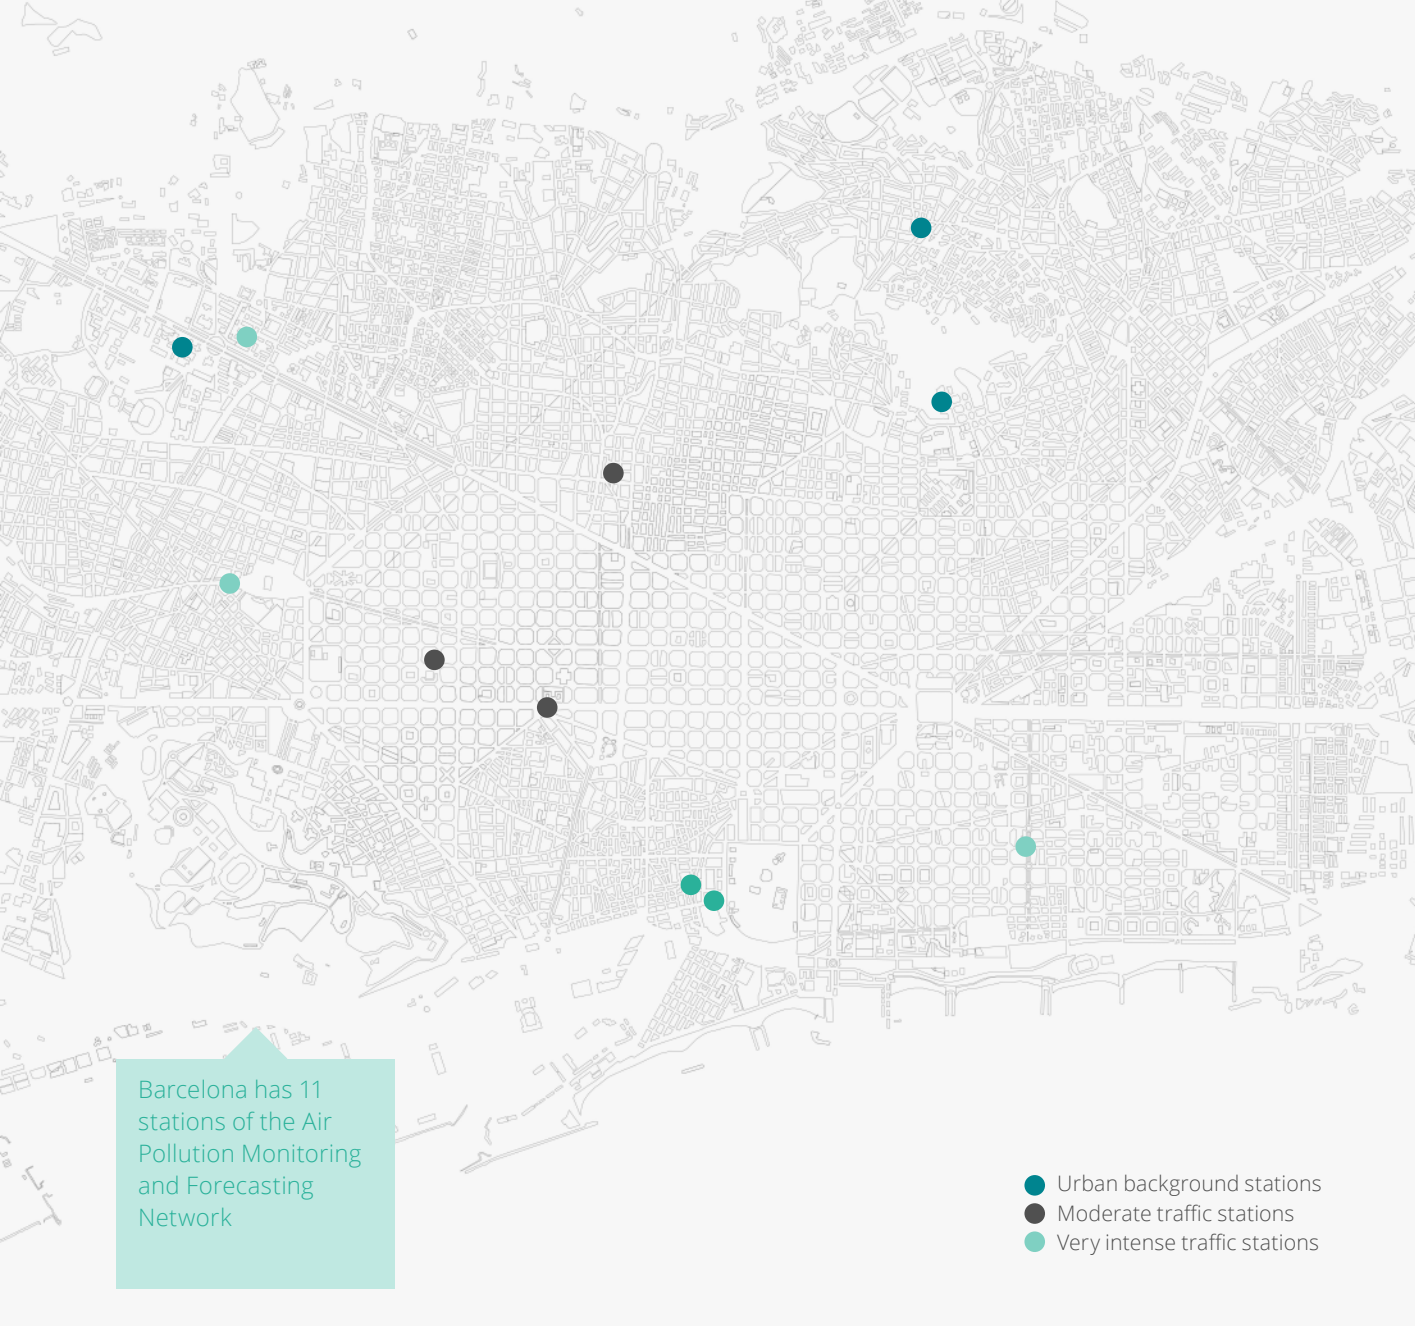 Barcelona has 11
stations of the Air
Pollution Monitoring
and Forecasting
Network
Urban background stations
Moderate traffic stations
Very intense traffic stations